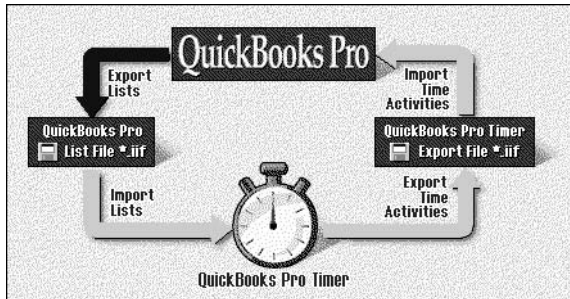 QuickBooks Pro
Export
Lists
Import
Time
Activities
QuickBooks Pro
List File *.iif
QuickBooks Pro Timer
Export File *.iif
Import
Lists
Export
Time
Activities
QuickBooks Pro Timer